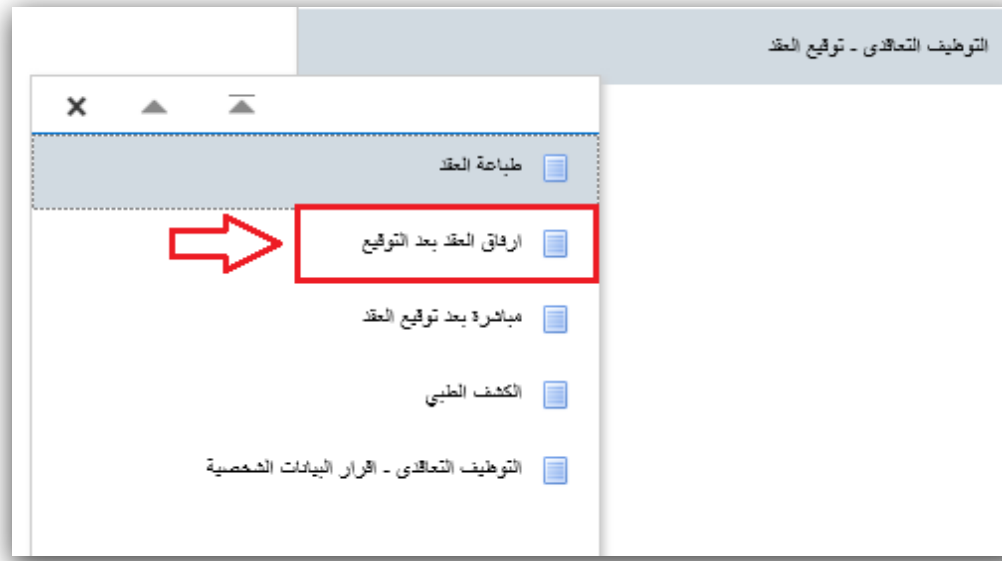 التوظيف التعاقدى - توقيع العقد
طباعة العقد
ارفاق العقد بعد التوقيع
مباشرة بعد توقيع العقد
الكشف الطبي
التوظيف التعاقدى - اقرار البيانات الشخصية